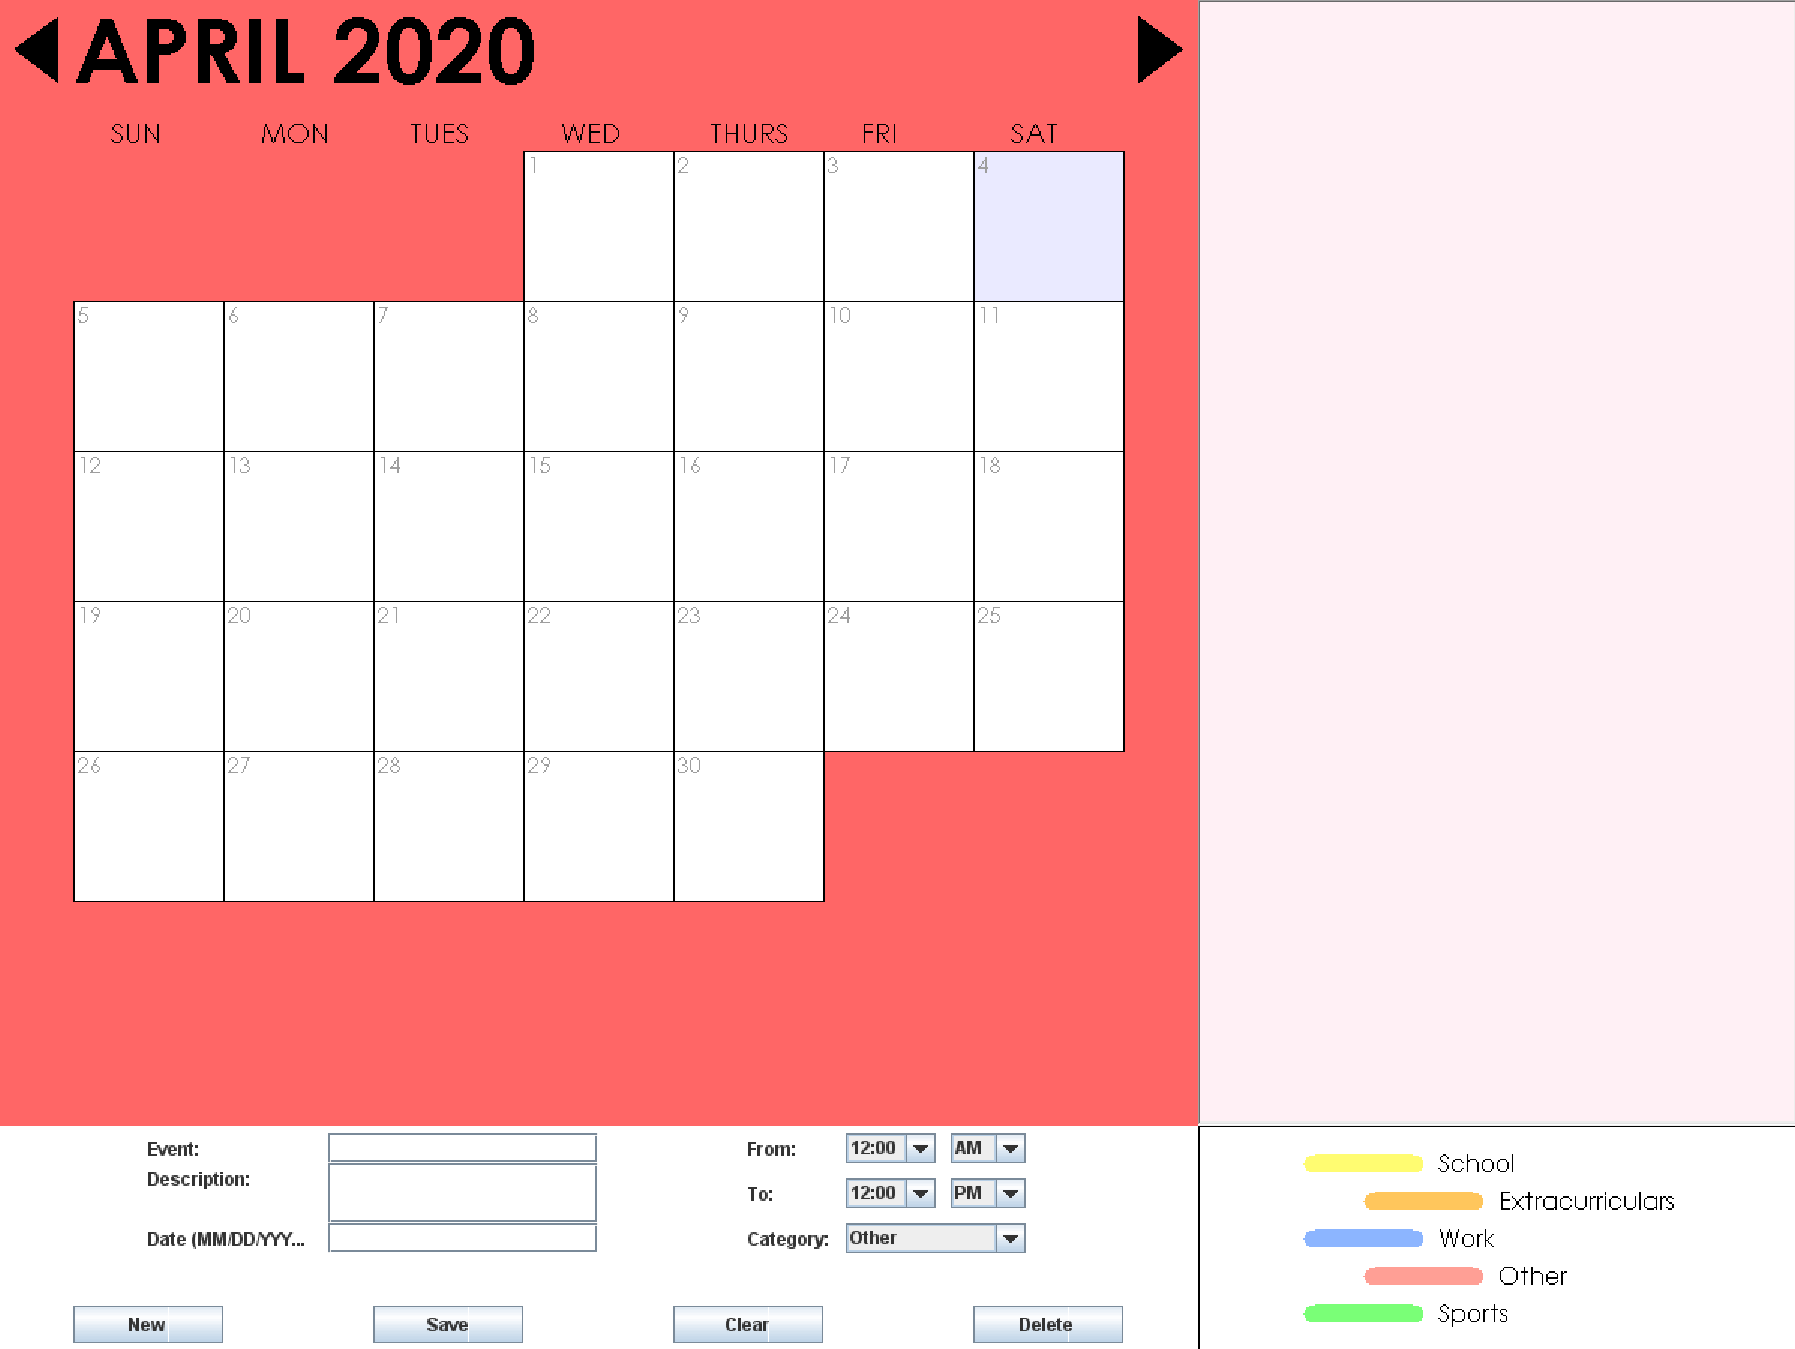 APRIL 2020
SUN MON TUES WED THURS FRI SAT
1 2 3 4
5 6 7 8 9 10 11
12 13 14 15 16 17 18
19 20 21 22 23 24 25
26 27 28 29 30
Event:
Description:
Date (MM/DD/YYY...
From: 12:00 AM
To: 12:00 PM
Category: Other
New Save Clear Delete
School
Extracurriculars
Work
Other
Sports